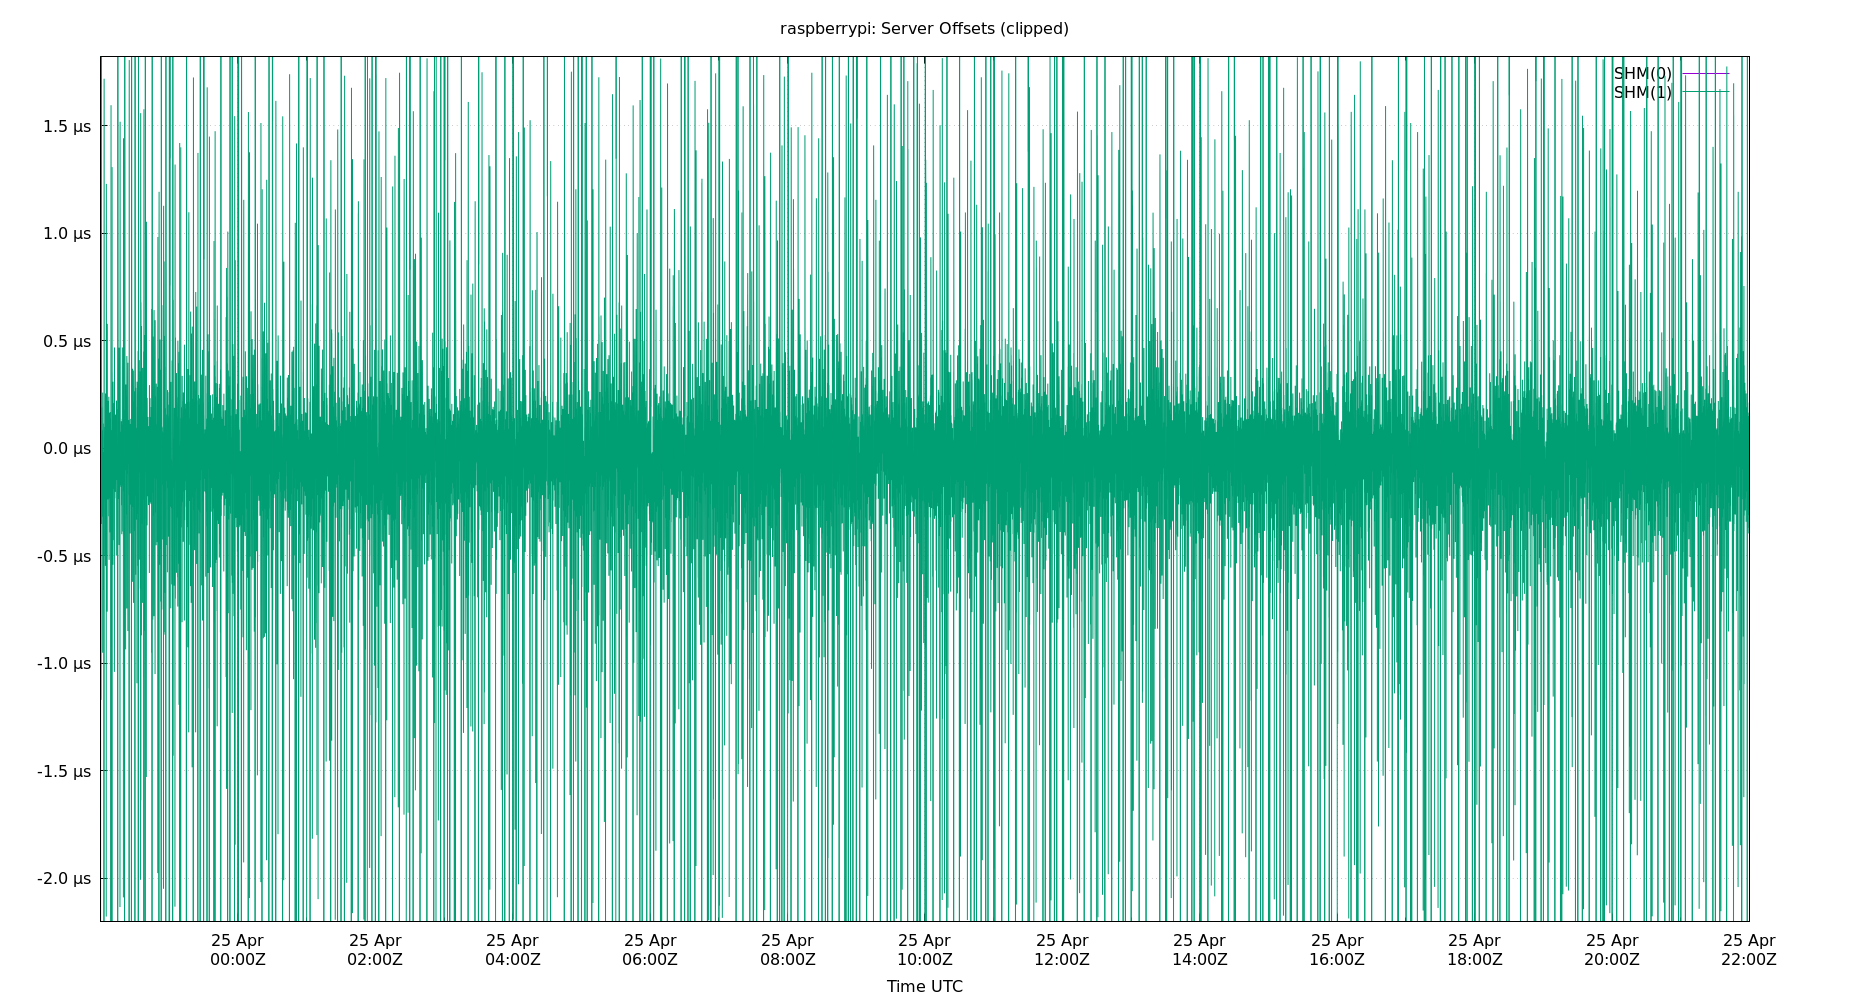 raspberrypi: Server Offsets (clipped)
SHM(0)
SHM(1)
1.5 µs
1.0 µs
0.5 µs
0.0 µs
-0.5 µs
-1.0 µs
-1.5 µs
-2.0 µs
25 Apr 25 Apr 25 Apr 25 Apr 25 Apr 25 Apr 25 Apr 25 Apr 25 Apr 25 Apr 25 Apr 25 Apr
00:00Z 02:00Z 04:00Z 06:00Z 08:00Z 10:00Z 12:00Z 14:00Z 16:00Z 18:00Z 20:00Z 22:00Z
Time UTC